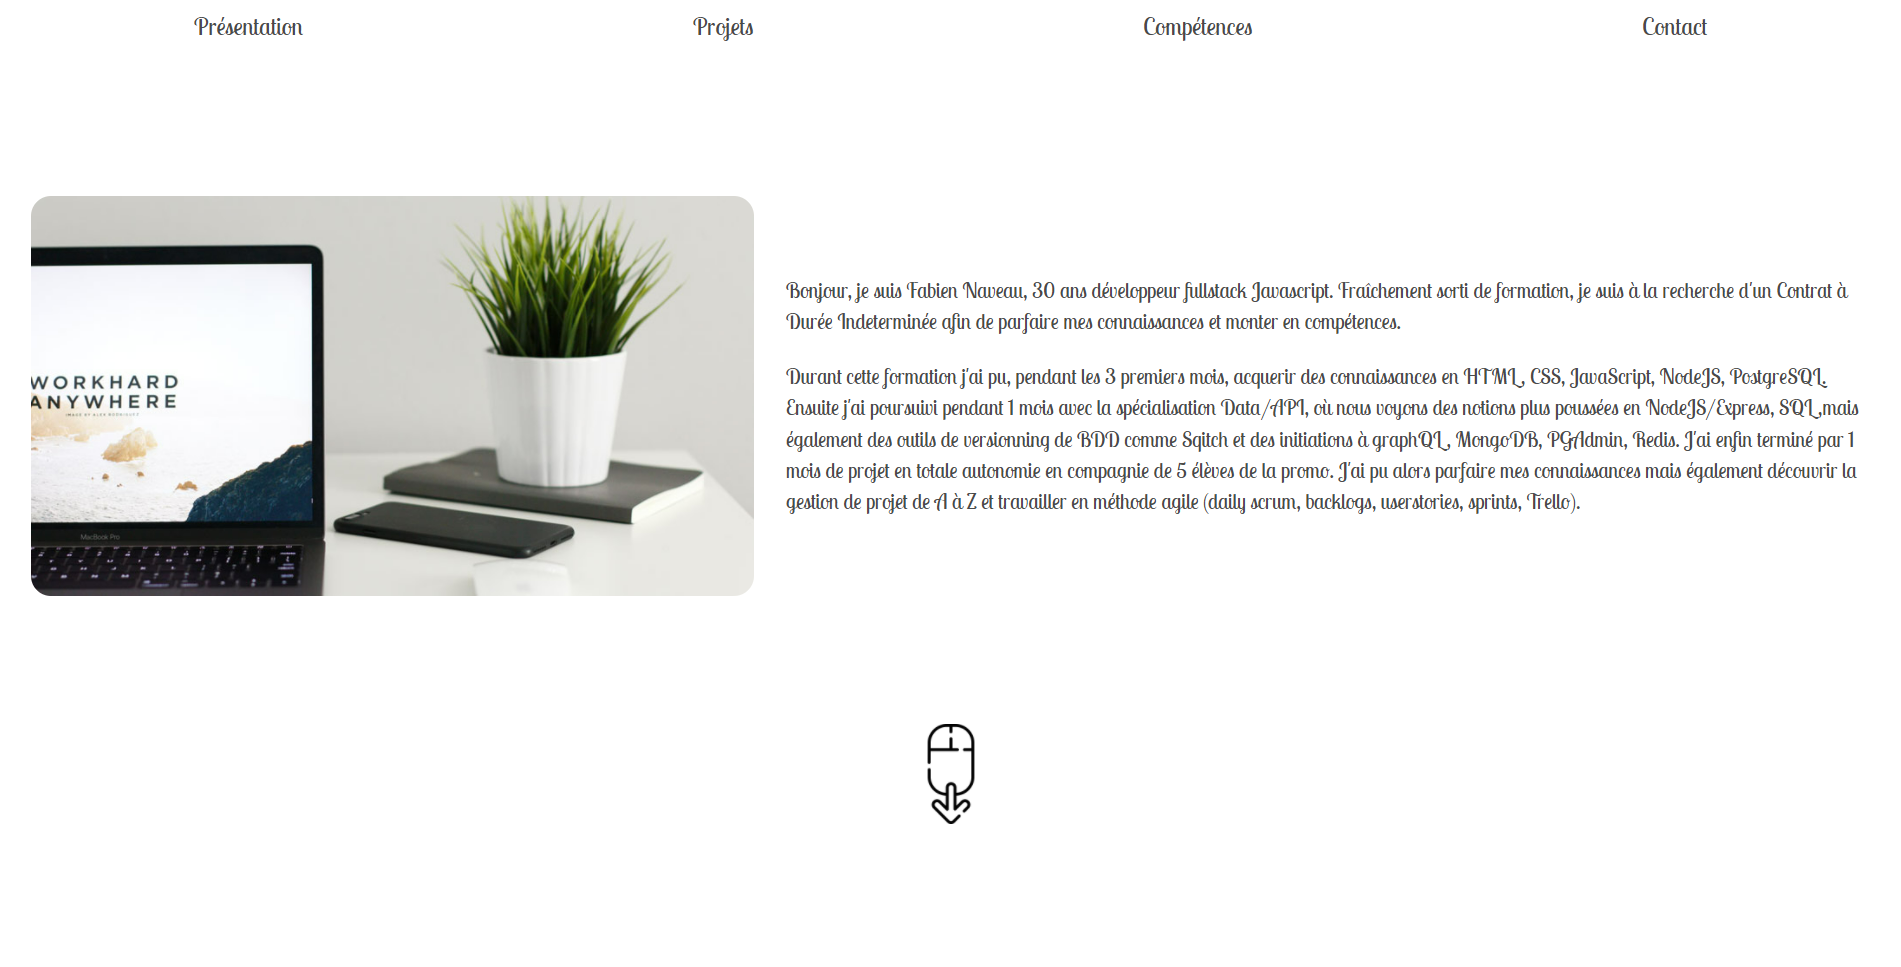 Présentation
Projets
Compétences
Contact
WORKHARD
ANYWHERE
IMAGE BY ALEX RODRIGUEZ
MacBook Pro
Bonjour, je suis Fabien Naveau, 30 ans développeur fullstack Javascript. Fraîchement sorti de formation, je suis à la recherche d'un Contrat à
Durée Indeterminée afin de parfaire mes connaissances et monter en compétences.
Durant cette formation j'ai pu, pendant les 3 premiers mois, acquerir des connaissances en HTML, CSS, JavaScript, NodeJS, PostgreSQL.
Ensuite j'ai poursuivi pendant 1 mois avec la spécialisation Data/API, où nous voyons des notions plus poussées en NodeJS/Express, SQL,mais
également des outils de versionning de BDD comme Sqitch et des initiations à graphQL, MongoDB, PGAdmin, Redis. J'ai enfin terminé par 1
mois de projet en totale autonomie en compagnie de 5 élèves de la promo. J'ai pu alors parfaire mes connaissances mais également découvrir la
gestion de projet de A à Z et travailler en méthode agile (daily scrum, backlogs, userstories, sprints, Trello).